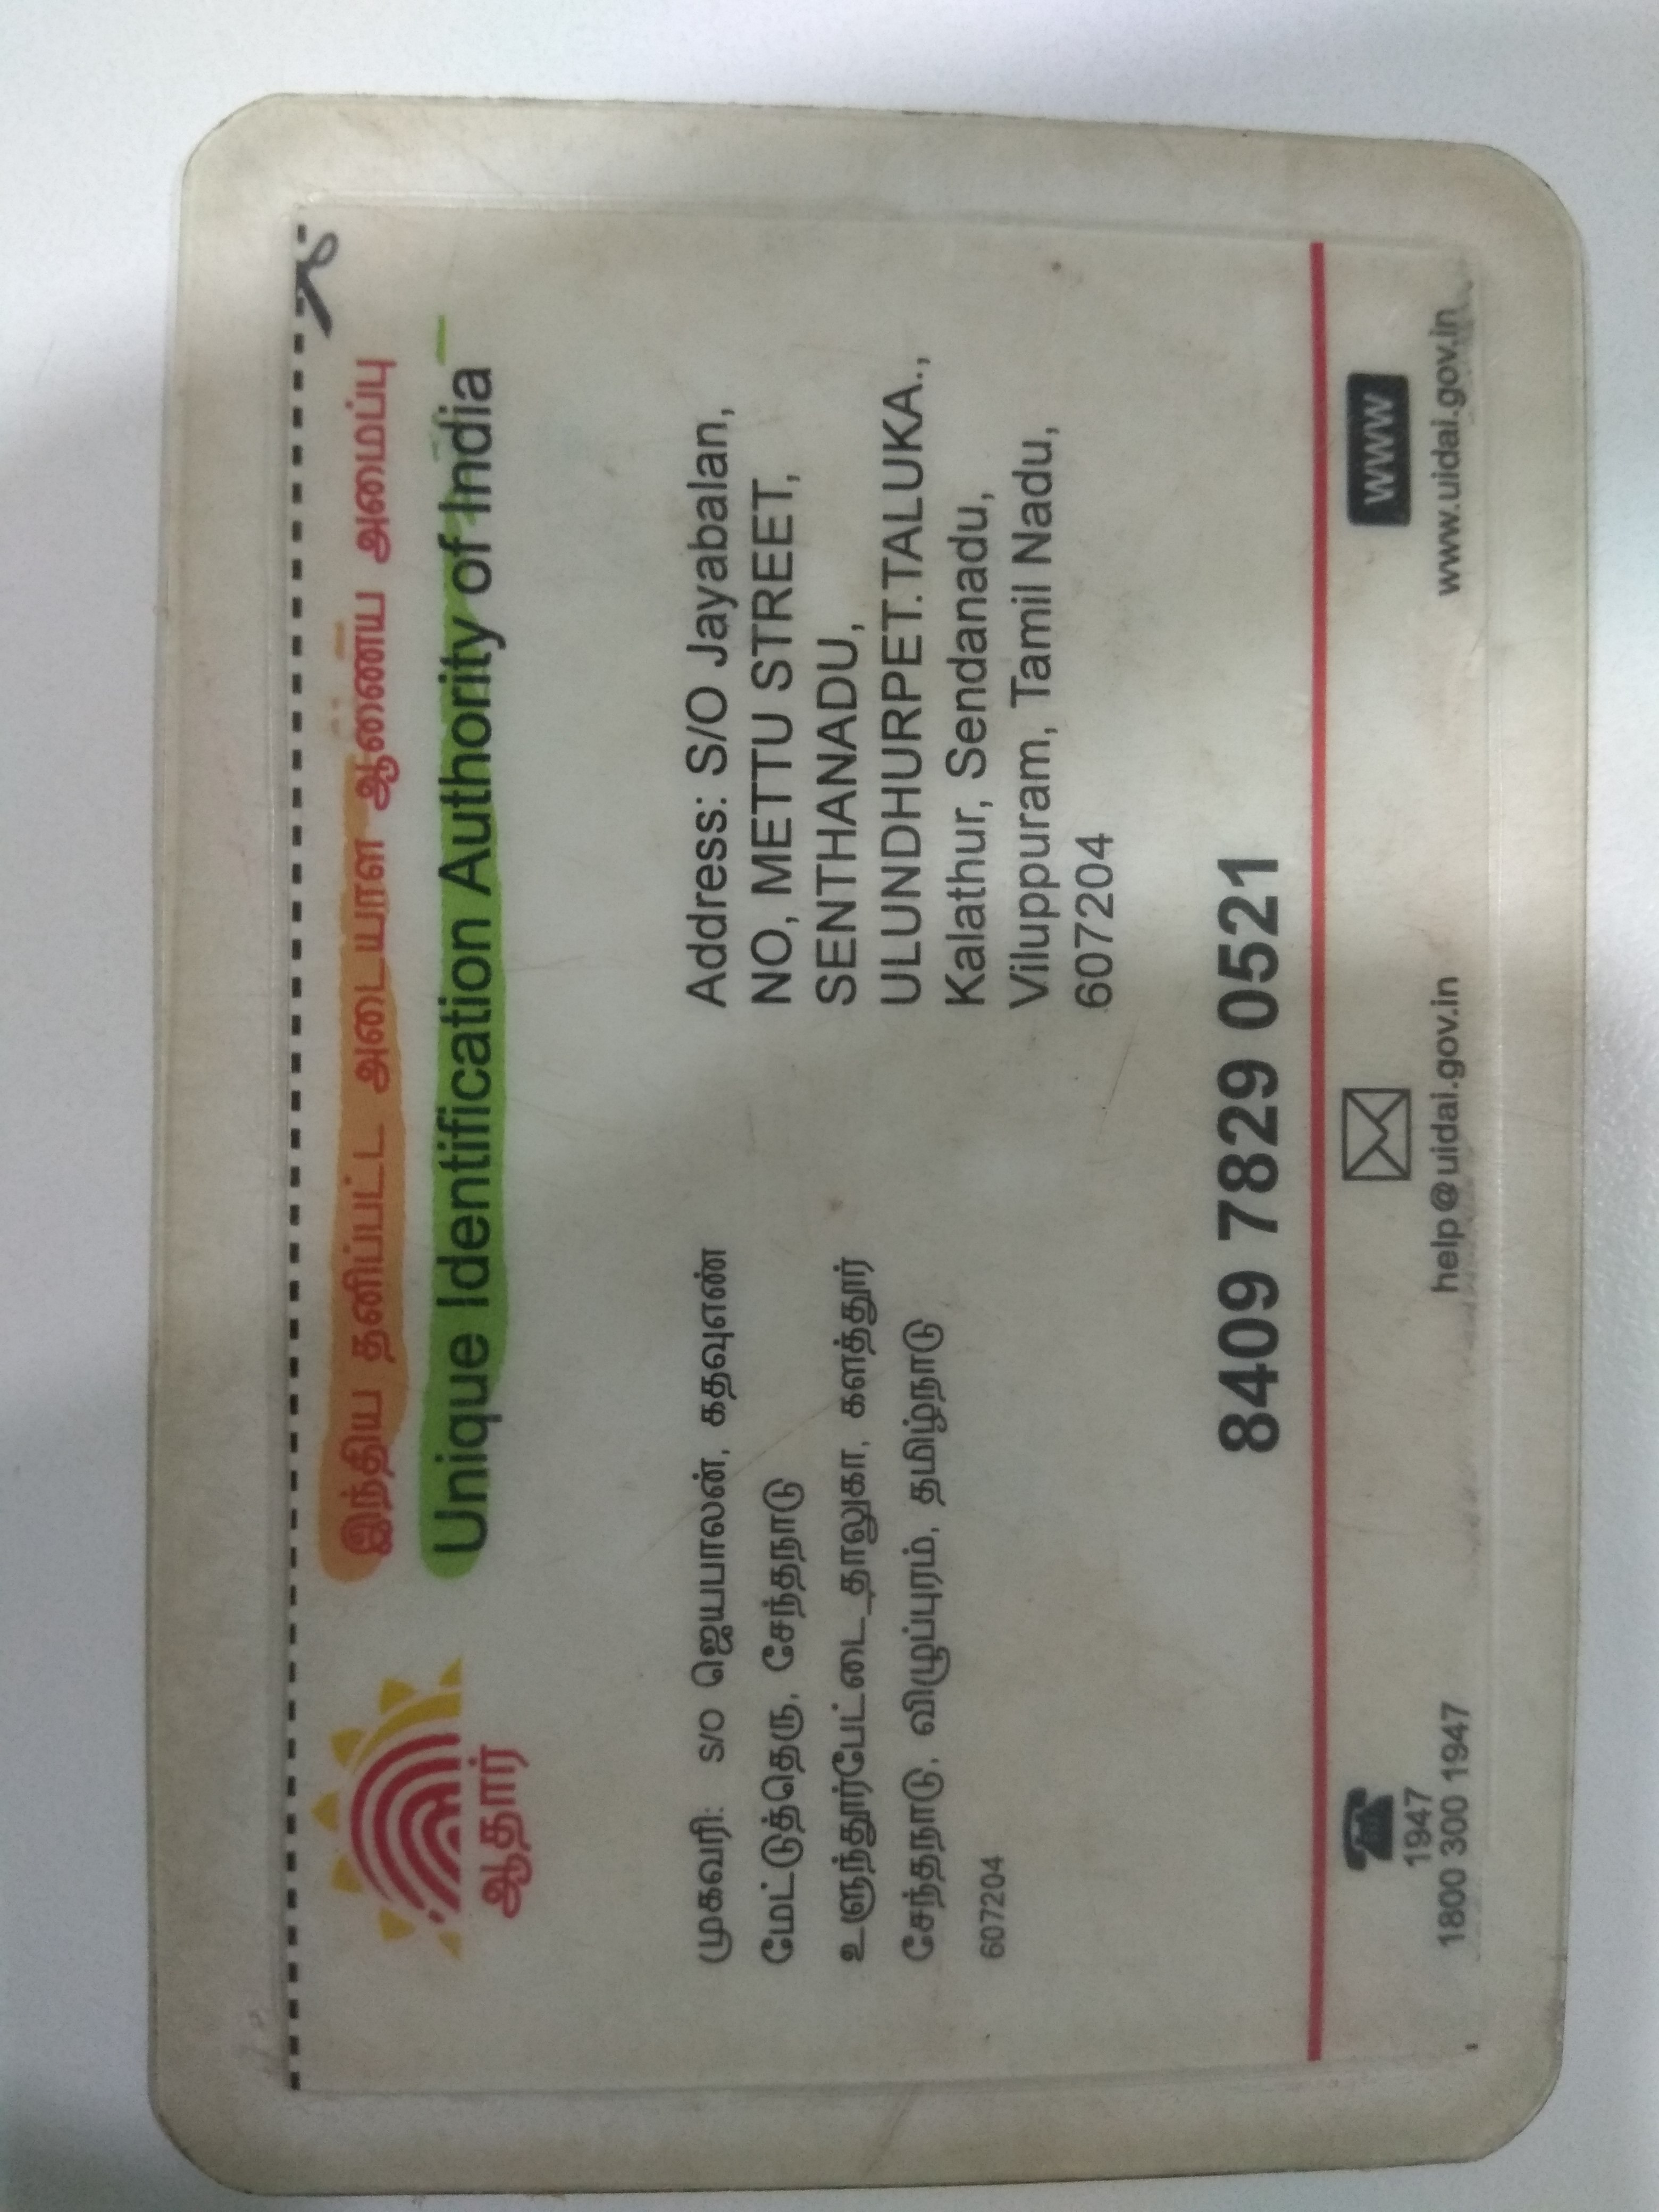 இந்திய தனிப்பட்ட அடையாள ஆணைய அமைப்பு
Unique Identification Authority of India
ஆதார்
முகவரி: S/O ஜெயபாலன், கதவுஎண்
மேட்டுத்தெரு, சேந்தநாடு
உளுந்தூர்பேட்டை_தாலுகா, களத்தூர்
சேந்தநாடு, விழுப்புரம், தமிழ்நாடு
607204
Address: S/O Jayabalan,
NO, METTU STREET,
SENTHANADU,
ULUNDHURPET.TALUKA.,
Kalathur, Sendanadu,
Viluppuram, Tamil Nadu,
607204
8409 7829 0521
1947
1800 300 1947
help@uidai.gov.in
WWW
www.uidai.gov.in